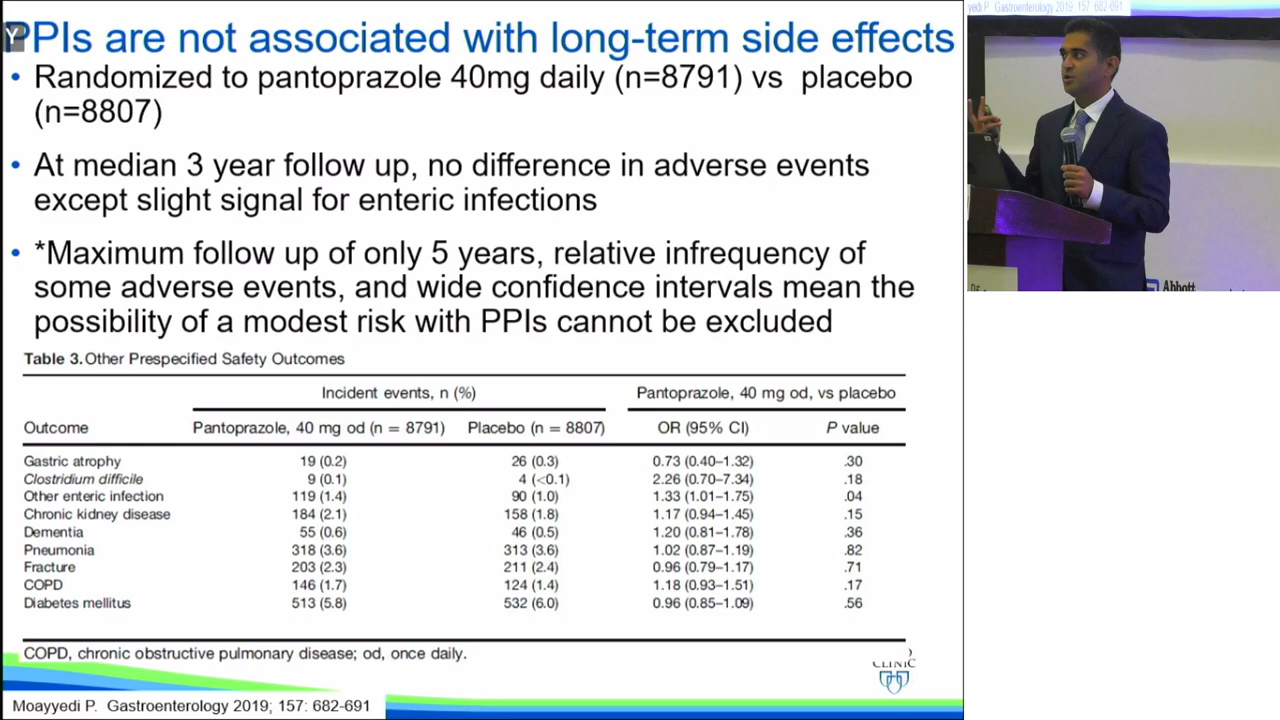 PPIs are not associated with long-term side effects
• Randomized to pantoprazole 40mg daily (n=8791) vs placebo
(n=8807)
• At median 3 year follow up, no difference in adverse events
except slight signal for enteric infections
• *Maximum follow up of only 5 years, relative infrequency of
some adverse events, and wide confidence intervals mean the
possibility of a modest risk with PPIs cannot be excluded
Table 3. Other Prespecified Safety Outcomes
Incident events, n (%) Pantoprazole, 40 mg od, vs placebo
Outcome Pantoprazole, 40 mg od (n = 8791) Placebo (n = 8807) OR (95% CI) P value
Gastric atrophy 19 (0.2) 26 (0.3) 0.73 (0.40–1.32) .30
Clostridium difficile 9 (0.1) 4 (<0.1) 2.26 (0.70–7.34) .18
Other enteric infection 119 (1.4) 90 (1.0) 1.33 (1.01–1.75) .04
Chronic kidney disease 184 (2.1) 158 (1.8) 1.17 (0.94–1.45) .15
Dementia 55 (0.6) 46 (0.5) 1.20 (0.81–1.78) .36
Pneumonia 318 (3.6) 313 (3.6) 1.02 (0.87–1.19) .82
Fracture 203 (2.3) 211 (2.4) 0.96 (0.79–1.17) .71
COPD 146 (1.7) 124 (1.4) 1.18 (0.93–1.51) .17
Diabetes mellitus 513 (5.8) 532 (6.0) 0.96 (0.85–1.09) .56
COPD, chronic obstructive pulmonary disease; od, once daily.
CLINIC
Moayyedi P. Gastroenterology 2019; 157: 682-691
yedi P. Gastroenterology 2019; 157: 682-691
Abbott